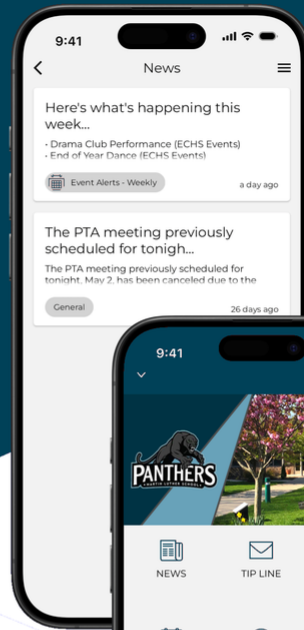 9:41
News
Here's what's happening this
week...
• Drama Club Performance (ECHS Events)
• End of Year Dance (ECHS Events)
Event Alerts - Weekly
a day ago
The PTA meeting previously
scheduled for tonigh...
The PTA meeting previously scheduled for
tonight, May 2, has been canceled due to the
General
26 days ago
9:41
PANTHERS
LUTHER SCHOOLS
NEWS
TIP LINE